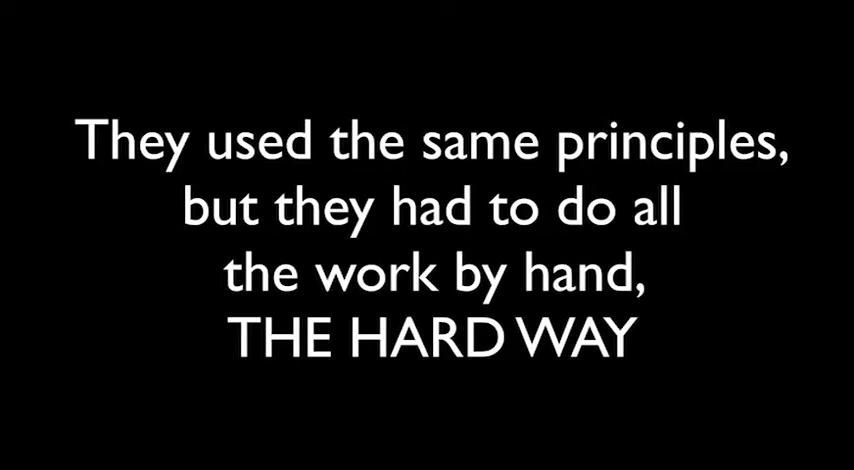 They used the same principles,
but they had to do all
the work by hand,
THE HARD WAY